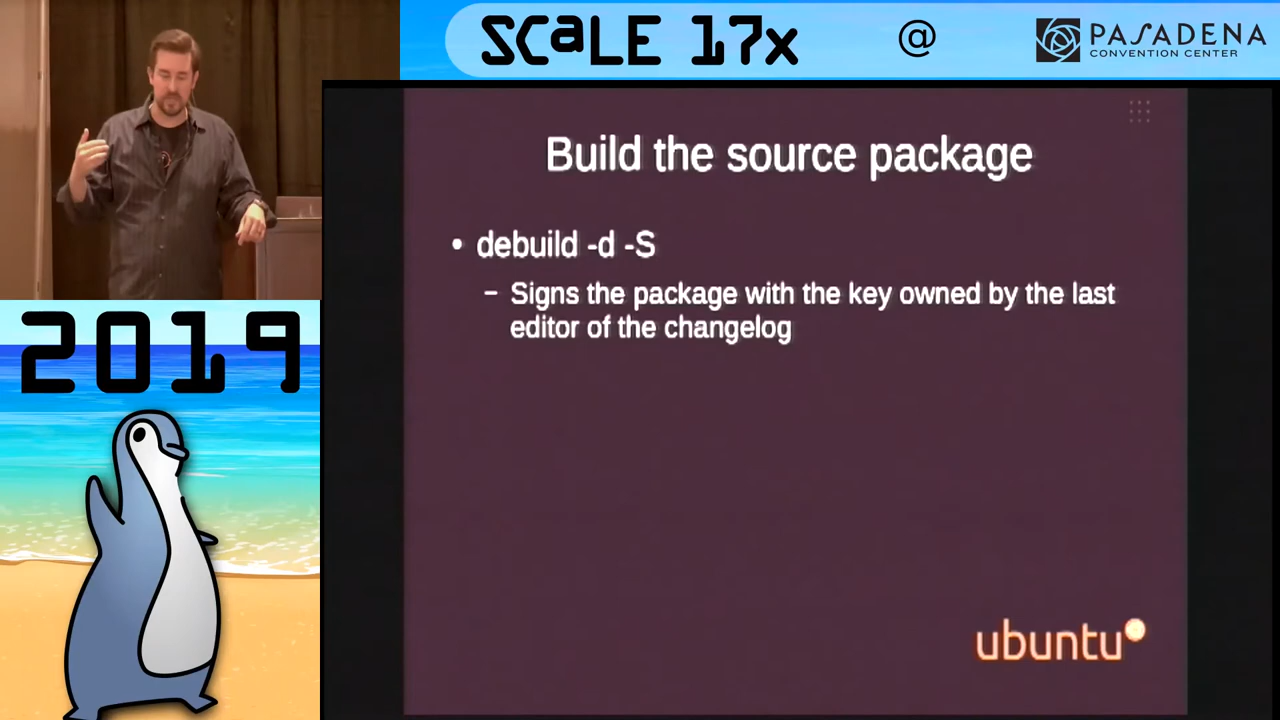 SCaLE 17x @ PASADENA
CONVENTION CENTER
Build the source package
• debuild -d -S
– Signs the package with the key owned by the last
editor of the changelog
2019
ubuntu